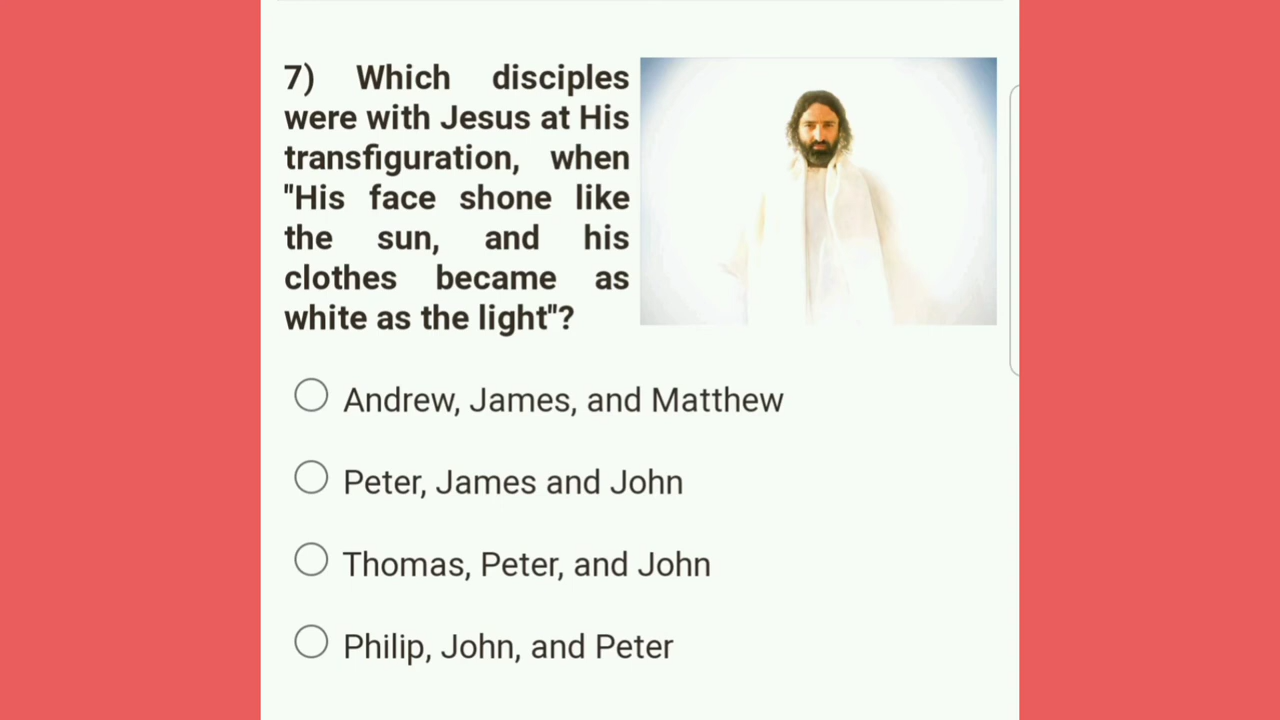 7) Which disciples
were with Jesus at His
transfiguration, when
"His face shone like
the sun, and his
clothes became as
white as the light"?
Andrew, James, and Matthew
Peter, James and John
Thomas, Peter, and John
Philip, John, and Peter